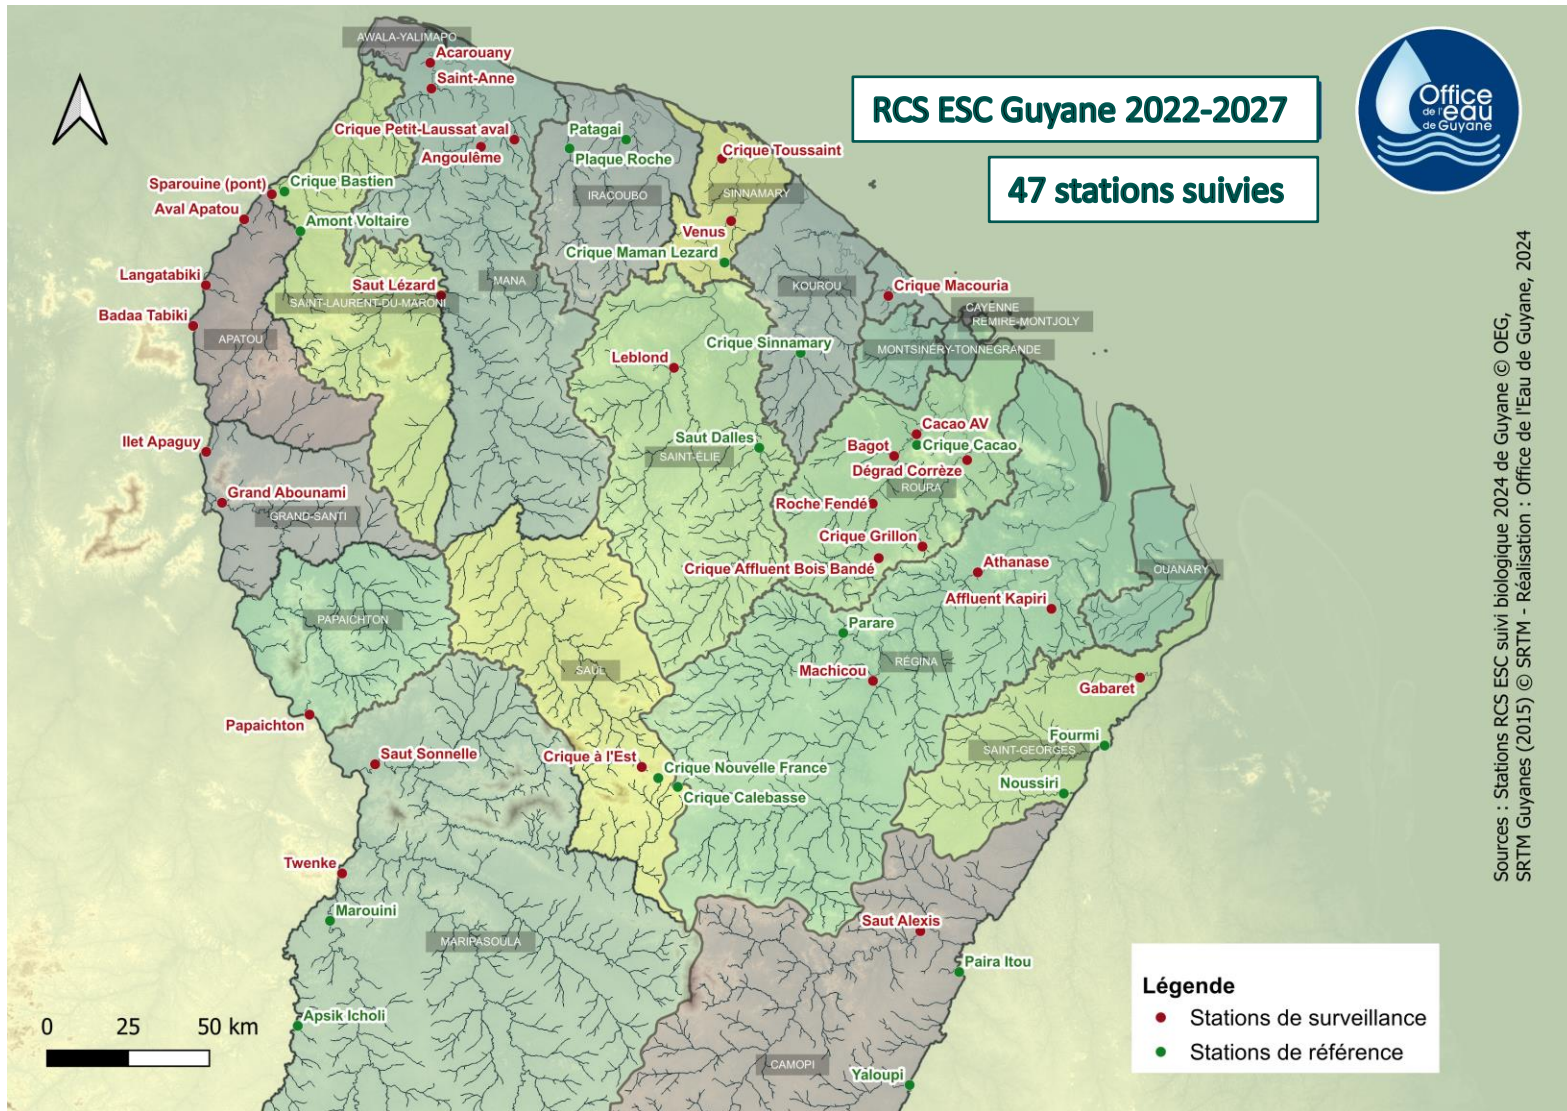 RCS ESC Guyane 2022-2027
47 stations suivies
Office
de l'eau
de Guyane
AWALA-YALIMAPO
Acarouany
Saint-Anne
Crique Petit-Laussat aval
Angoulême
Patagai
Plaque Roche
Crique Toussaint
IRACOUBO
SINNAMARY
Sparouine (pont)
Crique Bastien
Aval Apatou
Amont Voltaire
Venus
Crique Maman Lezard
Langatabiki
Saut Lézard
SAINT-LAURENT-DU-MARONI
MANA
KOUROU
Crique Macouria
CAYENNE
REMIRE-MONTJOLY
Badaa Tabiki
APATOU
Leblond
Crique Sinnamary
MONTSINÉRY-TONNEGRANDE
Ilet Apaguy
Saut Dalles
SAINT-ÉLIE
Cacao AV
Crique Cacao
Bagot
Dégrad Corrèze
ROURA
Grand Abounami
GRAND-SANTI
Roche Fendé
Crique Grillon
Crique Affluent Bois Bandé
Athanase
Affluent Kapiri
OUANARY
PAPAICHTON
Parare
SAÜL
RÉGINA
Machicou
Gabaret
Papaichton
Saut Sonnelle
Crique à l'Est
Crique Nouvelle France
Crique Calebasse
Fourmi
SAINT-GEORGES
Noussiri
Twenke
Marouini
MARIPASOULA
Saut Alexis
Paira Itou
Apsik Icholi
CAMOPI
Yaloupi
0 25 50 km
Légende
Stations de surveillance
Stations de référence
Sources : Stations RCS ESC suivi biologique 2024 de Guyane © OEG,
SRTM Guyanes (2015) © SRTM - Réalisation : Office de l'Eau de Guyane, 2024